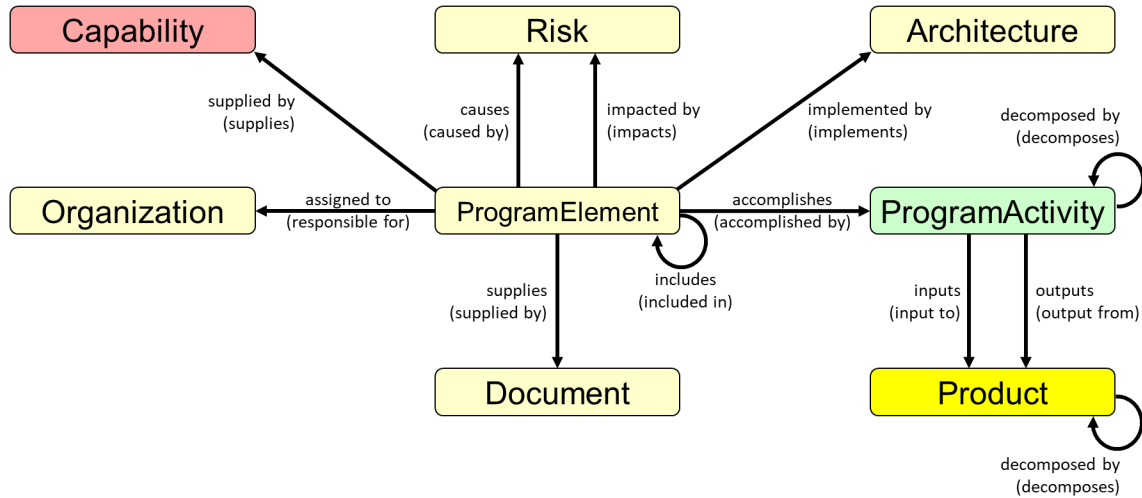 Capability
Risk
Architecture
supplied by
(supplies)
causes
(caused by)
impacted by
(impacts)
implemented by
(implements)
decomposed by
(decomposes)
Organization
assigned to
(responsible for)
ProgramElement
accomplishes
(accomplished by)
ProgramActivity
includes
(included in)
supplies
(supplied by)
inputs
(input to)
outputs
(output from)
Document
Product
decomposed by
(decomposes)